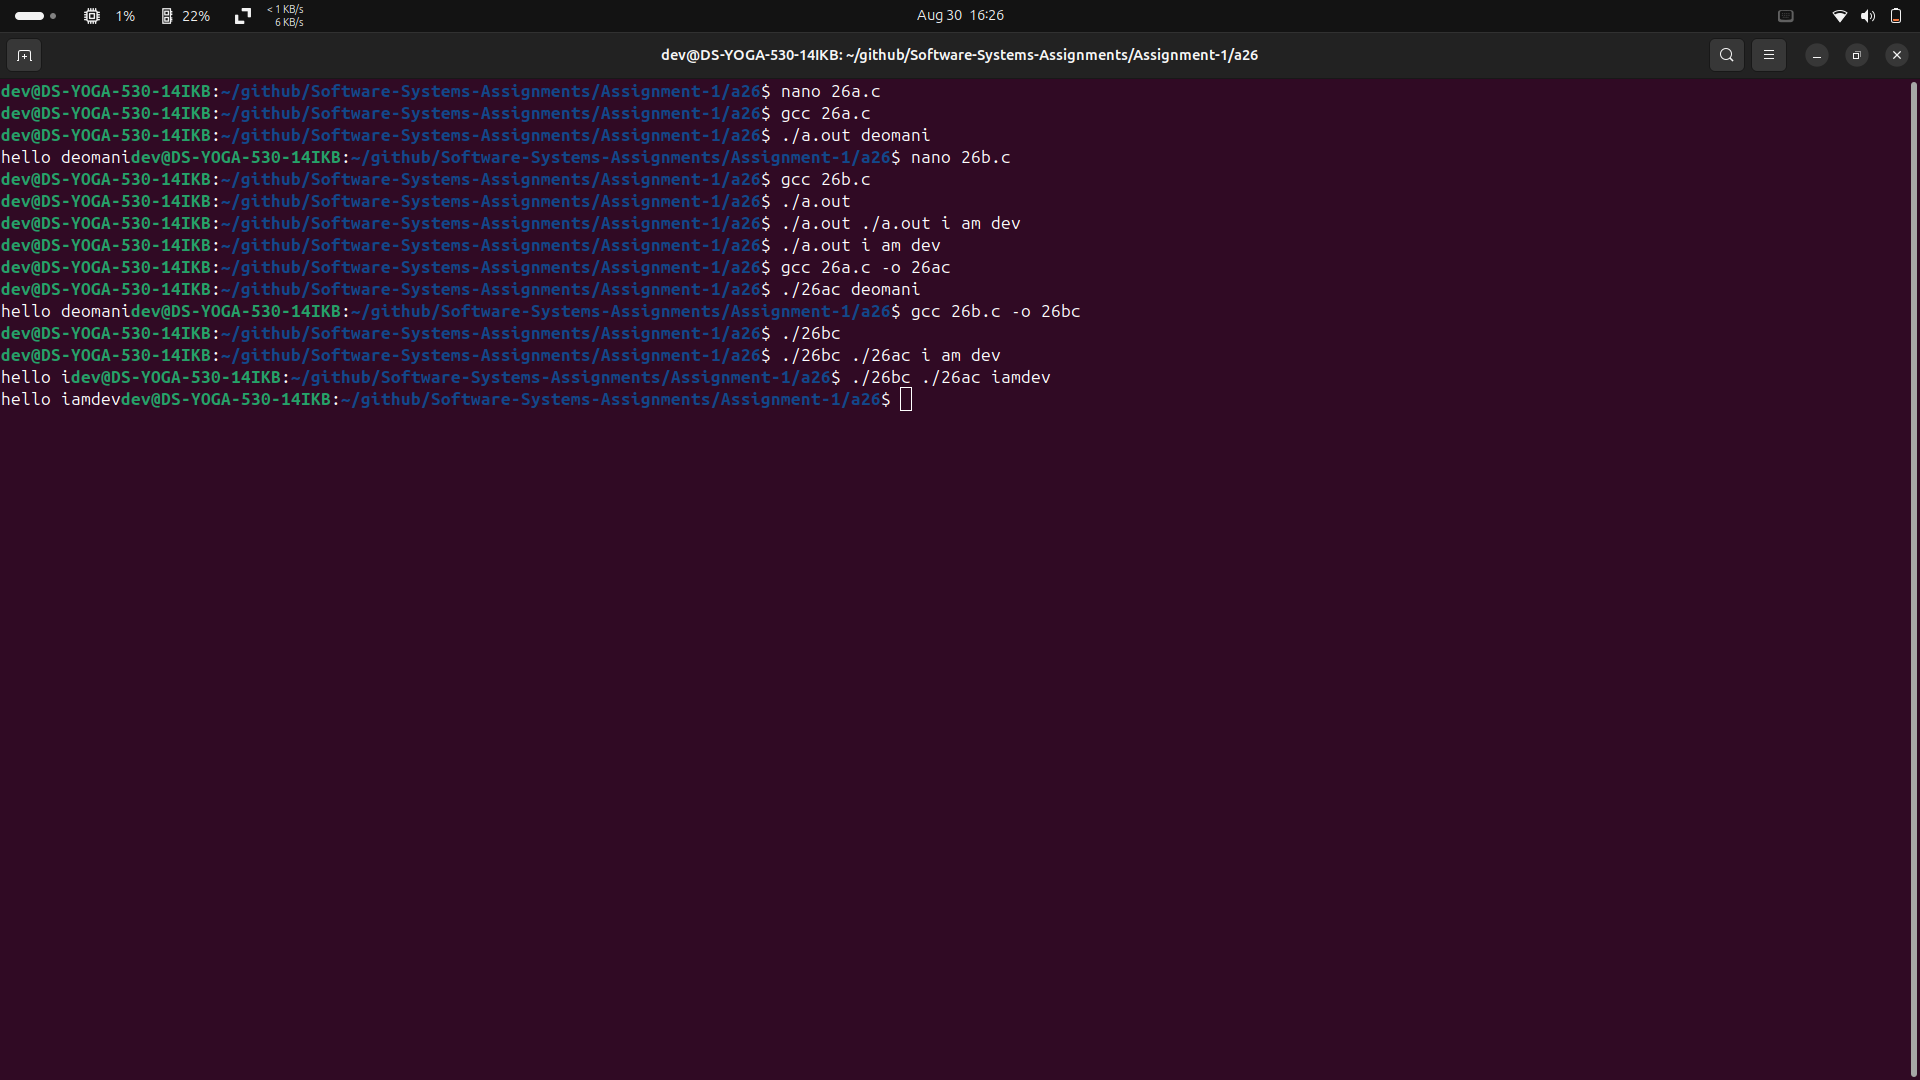 1% 22% < 1 KB/s
6 KB/s
Aug 30 16:26
dev@DS-YOGA-530-14IKB: ~/github/Software-Systems-Assignments/Assignment-1/a26
dev@DS-YOGA-530-14IKB:~/github/Software-Systems-Assignments/Assignment-1/a26$ nano 26a.c
dev@DS-YOGA-530-14IKB:~/github/Software-Systems-Assignments/Assignment-1/a26$ gcc 26a.c
dev@DS-YOGA-530-14IKB:~/github/Software-Systems-Assignments/Assignment-1/a26$ ./a.out deomani
hello deomanidev@DS-YOGA-530-14IKB:~/github/Software-Systems-Assignments/Assignment-1/a26$ nano 26b.c
dev@DS-YOGA-530-14IKB:~/github/Software-Systems-Assignments/Assignment-1/a26$ gcc 26b.c
dev@DS-YOGA-530-14IKB:~/github/Software-Systems-Assignments/Assignment-1/a26$ ./a.out
dev@DS-YOGA-530-14IKB:~/github/Software-Systems-Assignments/Assignment-1/a26$ ./a.out ./a.out i am dev
dev@DS-YOGA-530-14IKB:~/github/Software-Systems-Assignments/Assignment-1/a26$ ./a.out i am dev
dev@DS-YOGA-530-14IKB:~/github/Software-Systems-Assignments/Assignment-1/a26$ gcc 26a.c -o 26ac
dev@DS-YOGA-530-14IKB:~/github/Software-Systems-Assignments/Assignment-1/a26$ ./26ac deomani
hello deomanidev@DS-YOGA-530-14IKB:~/github/Software-Systems-Assignments/Assignment-1/a26$ gcc 26b.c -o 26bc
dev@DS-YOGA-530-14IKB:~/github/Software-Systems-Assignments/Assignment-1/a26$ ./26bc
dev@DS-YOGA-530-14IKB:~/github/Software-Systems-Assignments/Assignment-1/a26$ ./26bc ./26ac i am dev
hello idev@DS-YOGA-530-14IKB:~/github/Software-Systems-Assignments/Assignment-1/a26$ ./26bc ./26ac iamdev
hello iamdevdev@DS-YOGA-530-14IKB:~/github/Software-Systems-Assignments/Assignment-1/a26$